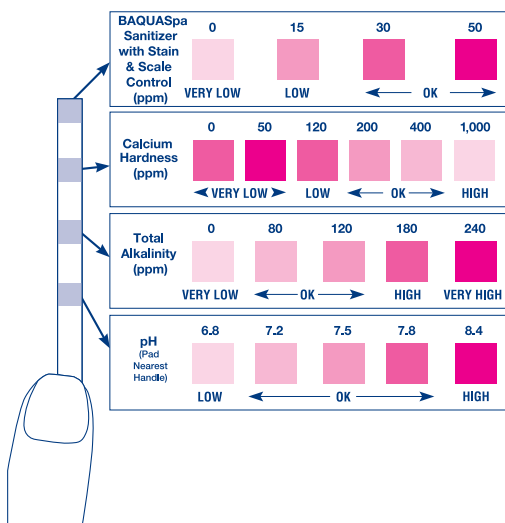 BAQUASpa
Sanitizer
with Stain
& Scale
Control
(ppm)
0 15 30 50
VERY LOW LOW OK
Calcium
Hardness
(ppm)
0 50 120 200 400 1,000
VERY LOW LOW OK HIGH
Total
Alkalinity
(ppm)
0 80 120 180 240
VERY LOW OK HIGH VERY HIGH
pH
(Pad
Nearest
Handle)
6.8 7.2 7.5 7.8 8.4
LOW OK HIGH